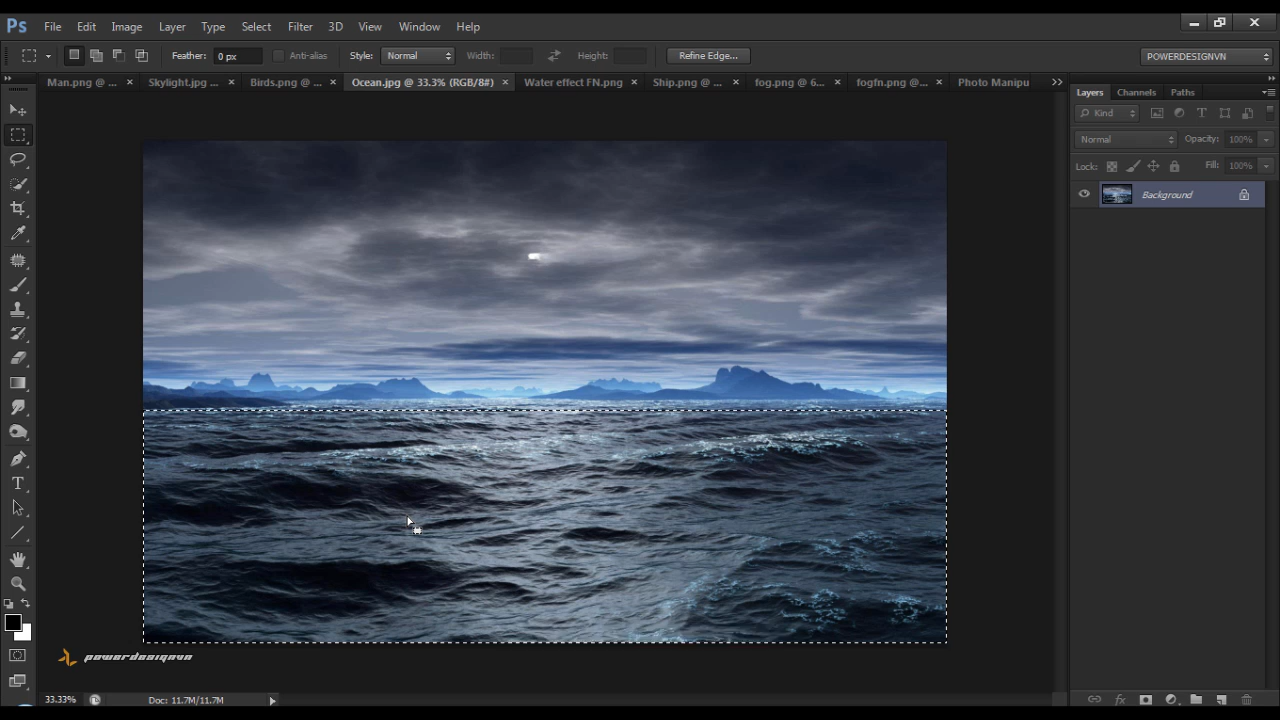 Ps File Edit Image Layer Type Select Filter 3D View Window Help
Feather: 0 px Anti-alias Style: Normal Width: Height: Refine Edge... POWERDESIGNVN
Man.png @ ... × Skylight.jpg ... × Birds.png @ ... × Ocean.jpg @ 33.3% (RGB/8#) × Water effect FN.png × Ship.png @ ... × fog.png @ 6... × fogfn.png @... × Photo Manipu
Layers Channels Paths
Kind
Normal Opacity: 100%
Lock: Fill: 100%
Background
powerdesignvn
33.33% Doc: 11.7M/11.7M